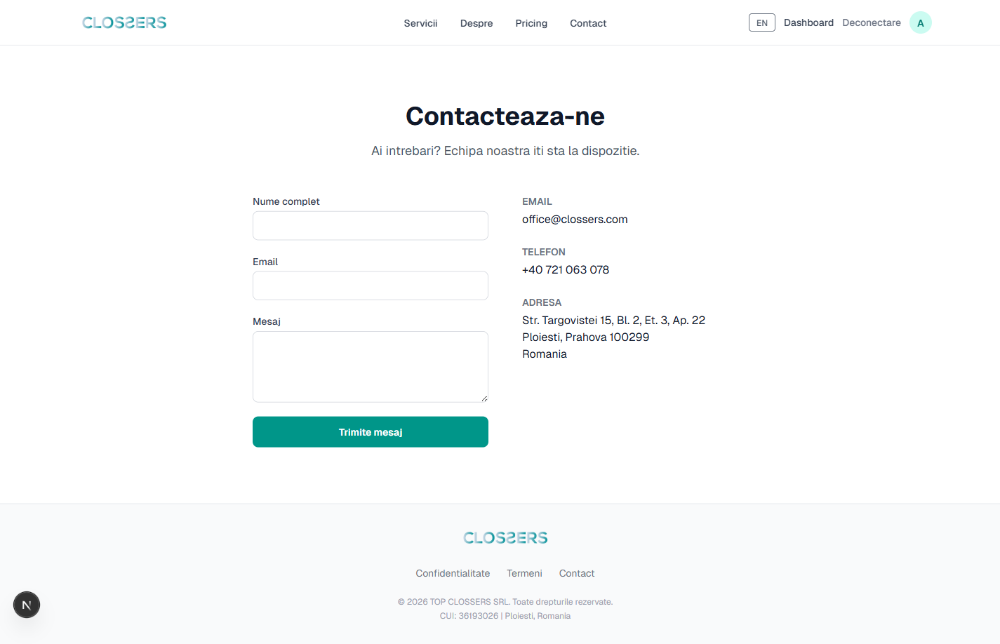 CLOSSERS
Servicii
Despre
Pricing
Contact
EN
Dashboard
Deconectare
A
Contacteaza-ne
Ai intrebari? Echipa noastra iti sta la dispozitie.
Nume complet
Email
Mesaj
Trimite mesaj
EMAIL
office@clossers.com
TELEFON
+40 721 063 078
ADRESA
Str. Targovistei 15, Bl. 2, Et. 3, Ap. 22
Ploiesti, Prahova 100299
Romania
CLOSSERS
Confidentialitate
Termeni
Contact
© 2026 TOP CLOSSERS SRL. Toate drepturile rezervate.
CUI: 36193026 | Ploiesti, Romania
N